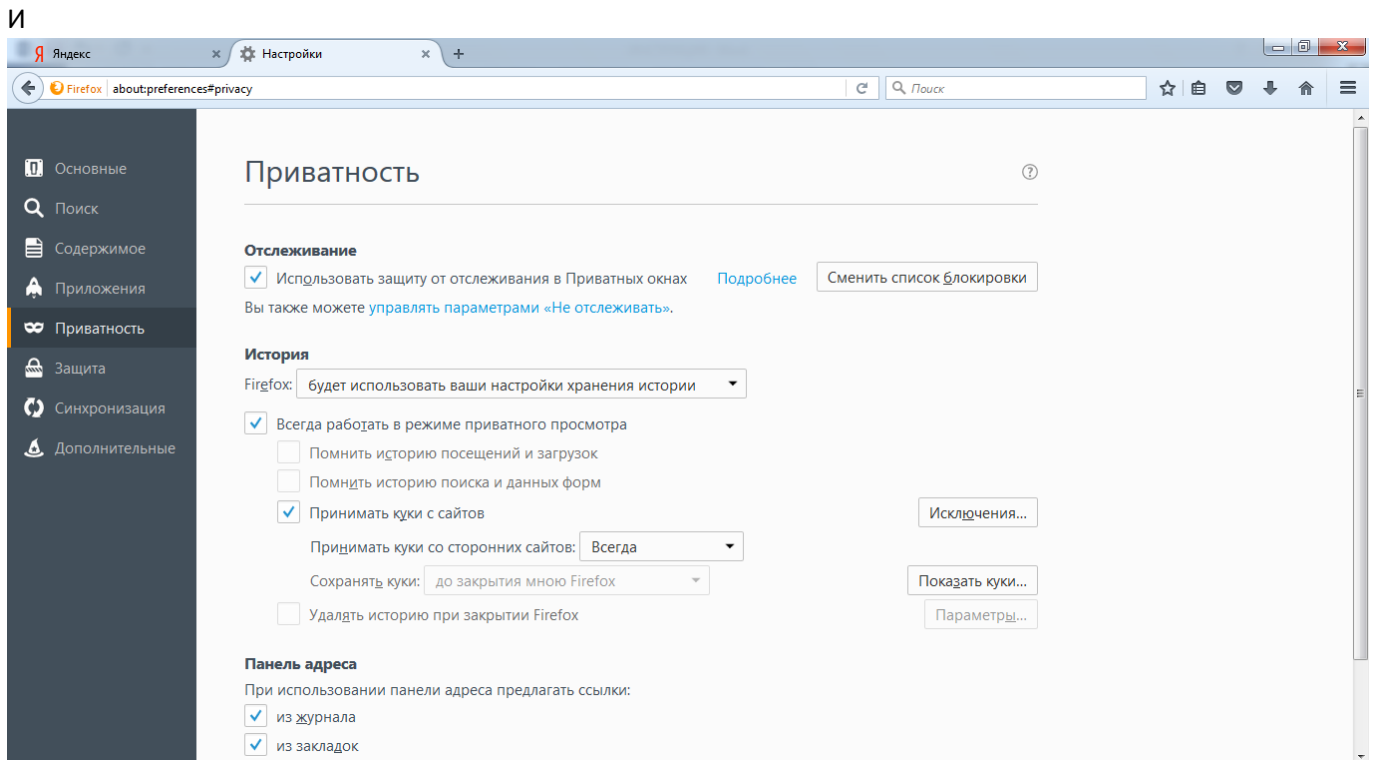 И
Яндекс
Настройки
Firefox about:preferences#privacy
Поиск
Основные
Поиск
Содержимое
Приложения
Приватность
Защита
Синхронизация
Дополнительные
Приватность
Отслеживание
Использовать защиту от отслеживания в Приватных окнах Подробнее Сменить список блокировки
Вы также можете управлять параметрами «Не отслеживать».
История
Firefox: будет использовать ваши настройки хранения истории
Всегда работать в режиме приватного просмотра
Помнить историю посещений и загрузок
Помнить историю поиска и данных форм
Принимать куки с сайтов Исключения...
Принимать куки со сторонних сайтов: Всегда
Сохранять куки: до закрытия мною Firefox Показать куки...
Удалять историю при закрытии Firefox Параметры...
Панель адреса
При использовании панели адреса предлагать ссылки:
из журнала
из закладок